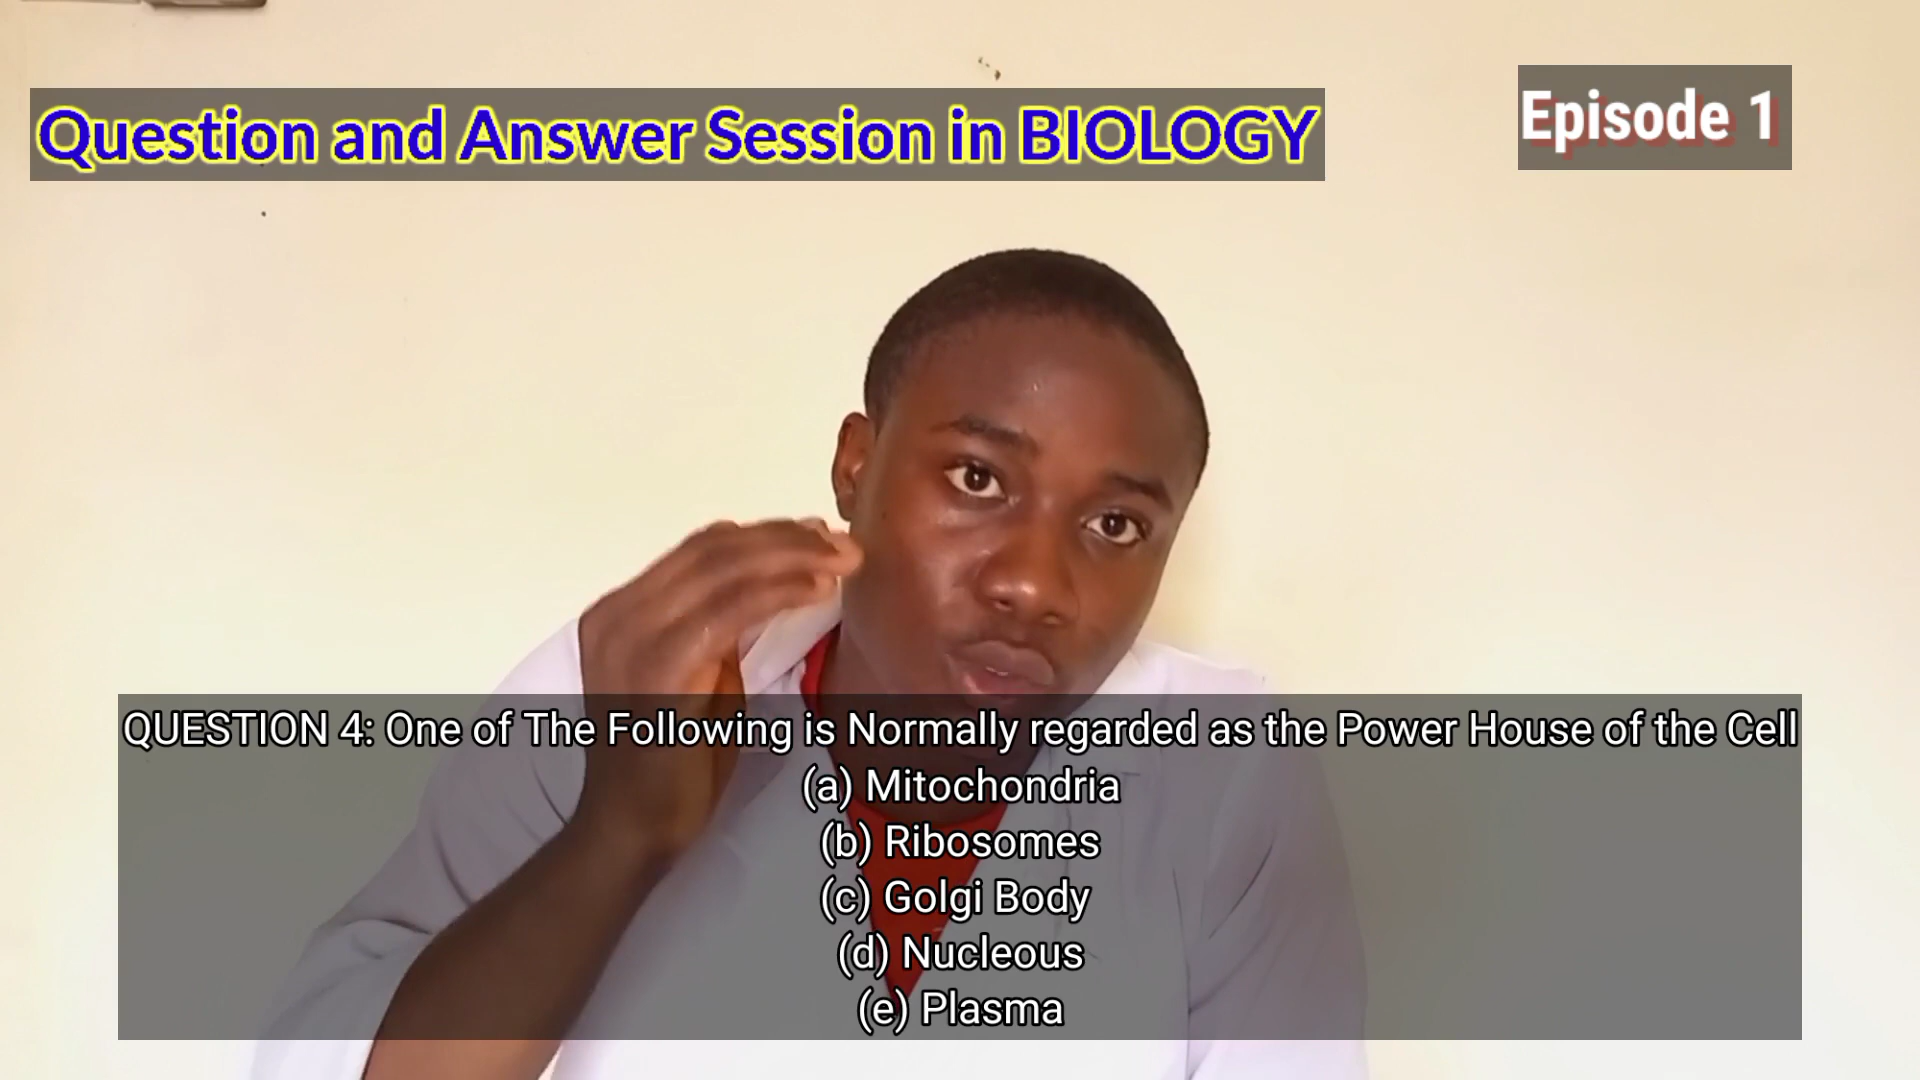 Question and Answer Session in BIOLOGY
Episode 1
QUESTION 4: One of The Following is Normally regarded as the Power House of the Cell
(a) Mitochondria
(b) Ribosomes
(c) Golgi Body
(d) Nucleous
(e) Plasma